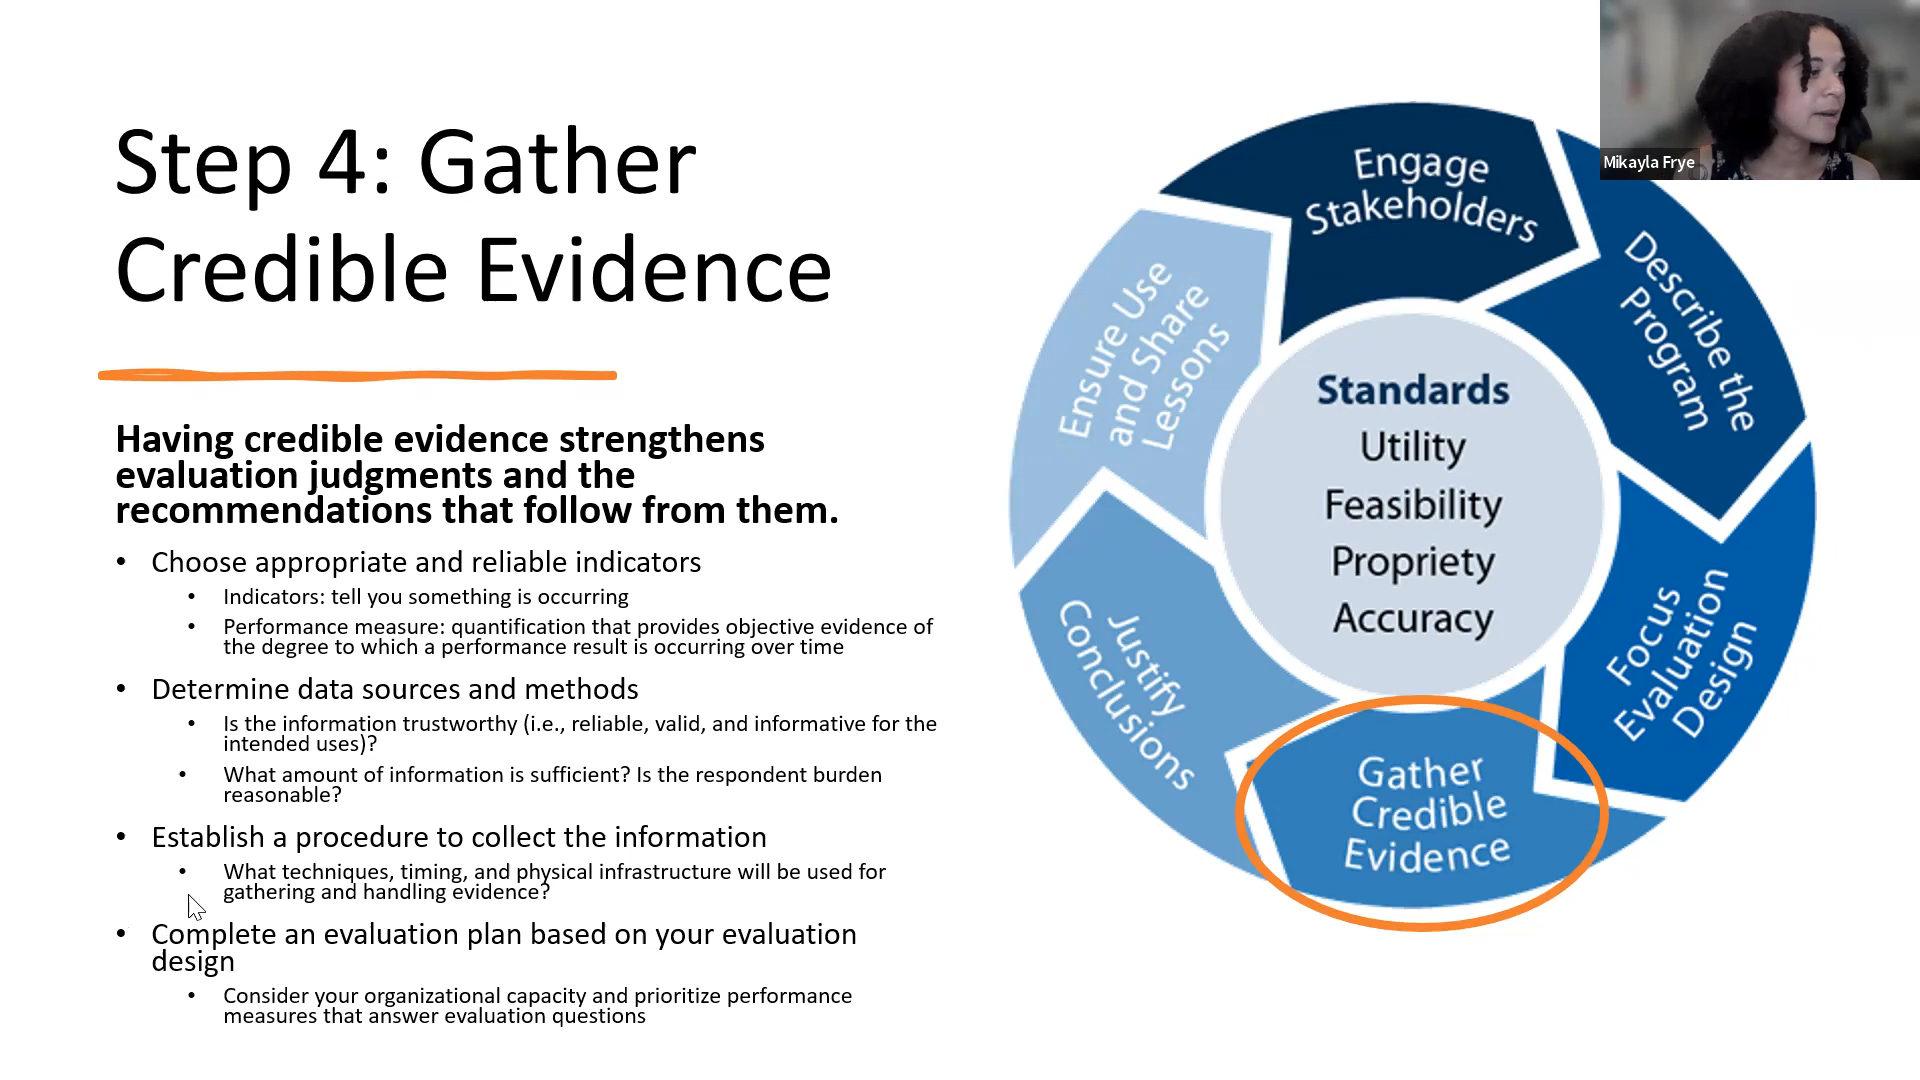 Step 4: Gather
Credible Evidence
Having credible evidence strengthens
evaluation judgments and the
recommendations that follow from them.
• Choose appropriate and reliable indicators
• Indicators: tell you something is occurring
• Performance measure: quantification that provides objective evidence of
the degree to which a performance result is occurring over time
• Determine data sources and methods
• Is the information trustworthy (i.e., reliable, valid, and informative for the
intended uses)?
• What amount of information is sufficient? Is the respondent burden
reasonable?
• Establish a procedure to collect the information
• What techniques, timing, and physical infrastructure will be used for
gathering and handling evidence?
• Complete an evaluation plan based on your evaluation
design
• Consider your organizational capacity and prioritize performance
measures that answer evaluation questions
Engage
Stakeholders
Describe the
Program
Focus
Evaluation
Design
Gather
Credible
Evidence
Justify
Conclusions
Ensure Use
and Share
Lessons
Standards
Utility
Feasibility
Propriety
Accuracy
Mikayla Frye